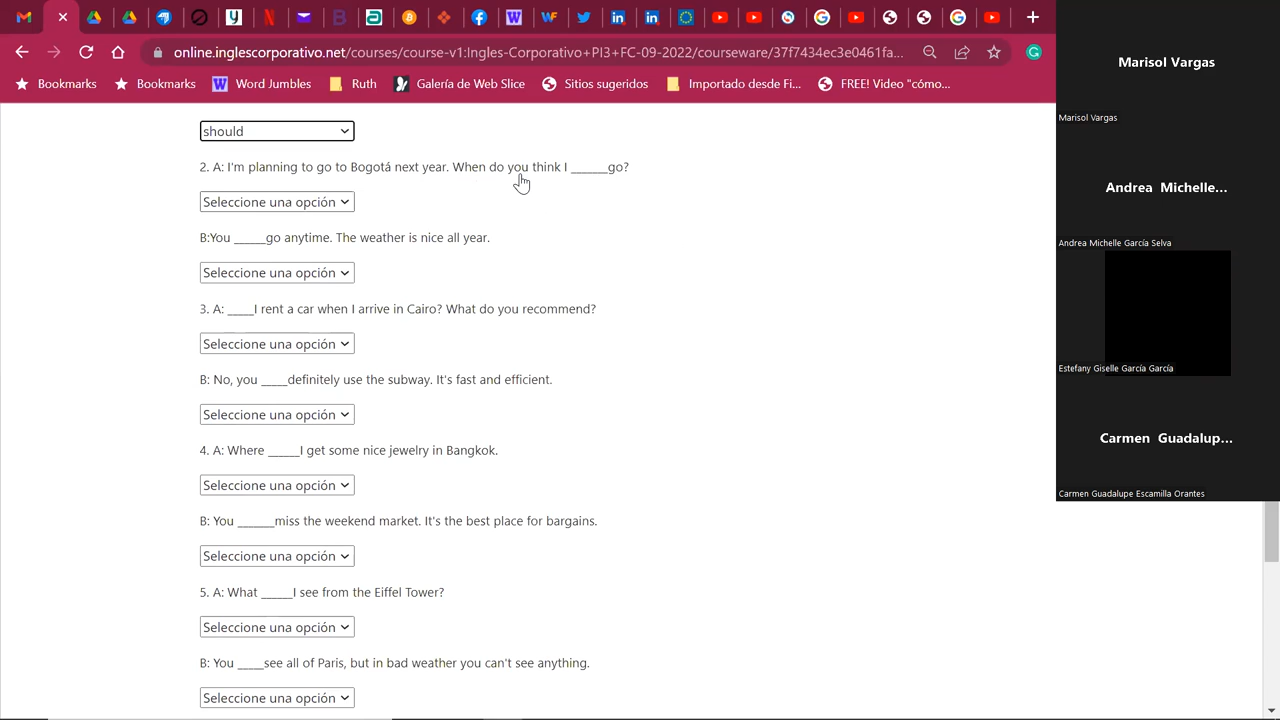 online.inglescorporativo.net/courses/course-v1:Ingles-Corporativo+PI3+FC-09-2022/courseware/37f7434ec3e0461fa...
Bookmarks
Bookmarks
Word Jumbles
Ruth
Galería de Web Slice
Sitios sugeridos
Importado desde Fi...
FREE! Video "cómo...
should
2. A: I'm planning to go to Bogotá next year. When do you think I ______go?
Seleccione una opción
B:You _____go anytime. The weather is nice all year.
Seleccione una opción
3. A: ____I rent a car when I arrive in Cairo? What do you recommend?
Seleccione una opción
B: No, you ____definitely use the subway. It's fast and efficient.
Seleccione una opción
4. A: Where _____I get some nice jewelry in Bangkok.
Seleccione una opción
B: You ______miss the weekend market. It's the best place for bargains.
Seleccione una opción
5. A: What _____I see from the Eiffel Tower?
Seleccione una opción
B: You ____see all of Paris, but in bad weather you can't see anything.
Seleccione una opción
Marisol Vargas
Marisol Vargas
Andrea Michelle...
Andrea Michelle García Selva
Estefany Giselle García García
Carmen Guadalup...
Carmen Guadalupe Escamilla Orantes